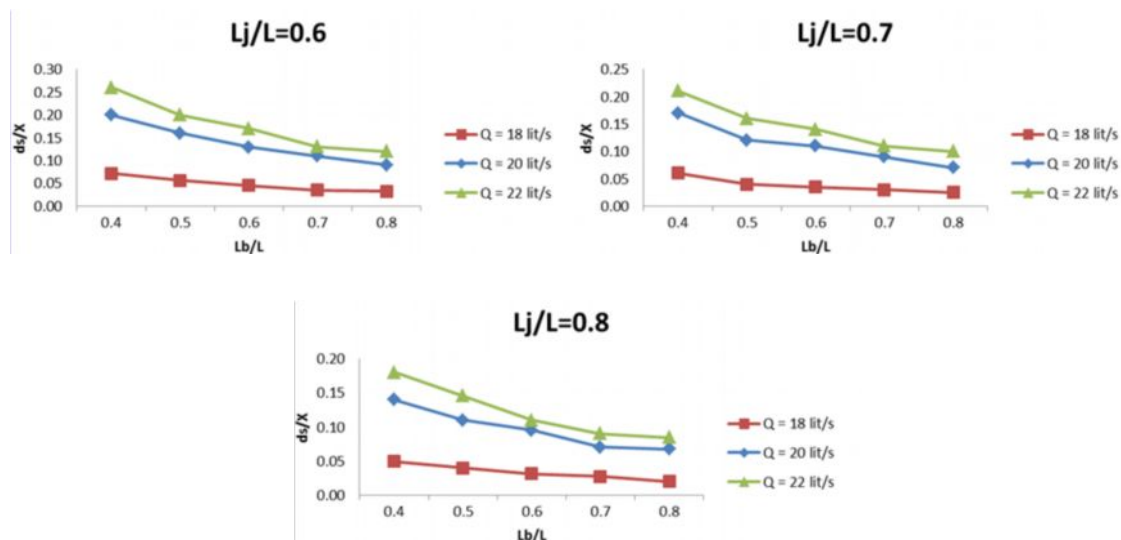 Lj/L=0.6
0.30
0.25
0.20
0.15
0.10
0.05
0.00
ds/X
0.4 0.5 0.6 0.7 0.8
Lb/L
Q = 18 lit/s
Q = 20 lit/s
Q = 22 lit/s
Lj/L=0.7
0.25
0.20
0.15
0.10
0.05
0.00
ds/X
0.4 0.5 0.6 0.7 0.8
Lb/L
Q = 18 lit/s
Q = 20 lit/s
Q = 22 lit/s
Lj/L=0.8
0.20
0.15
0.10
0.05
0.00
ds/X
0.4 0.5 0.6 0.7 0.8
Lb/L
Q = 18 lit/s
Q = 20 lit/s
Q = 22 lit/s